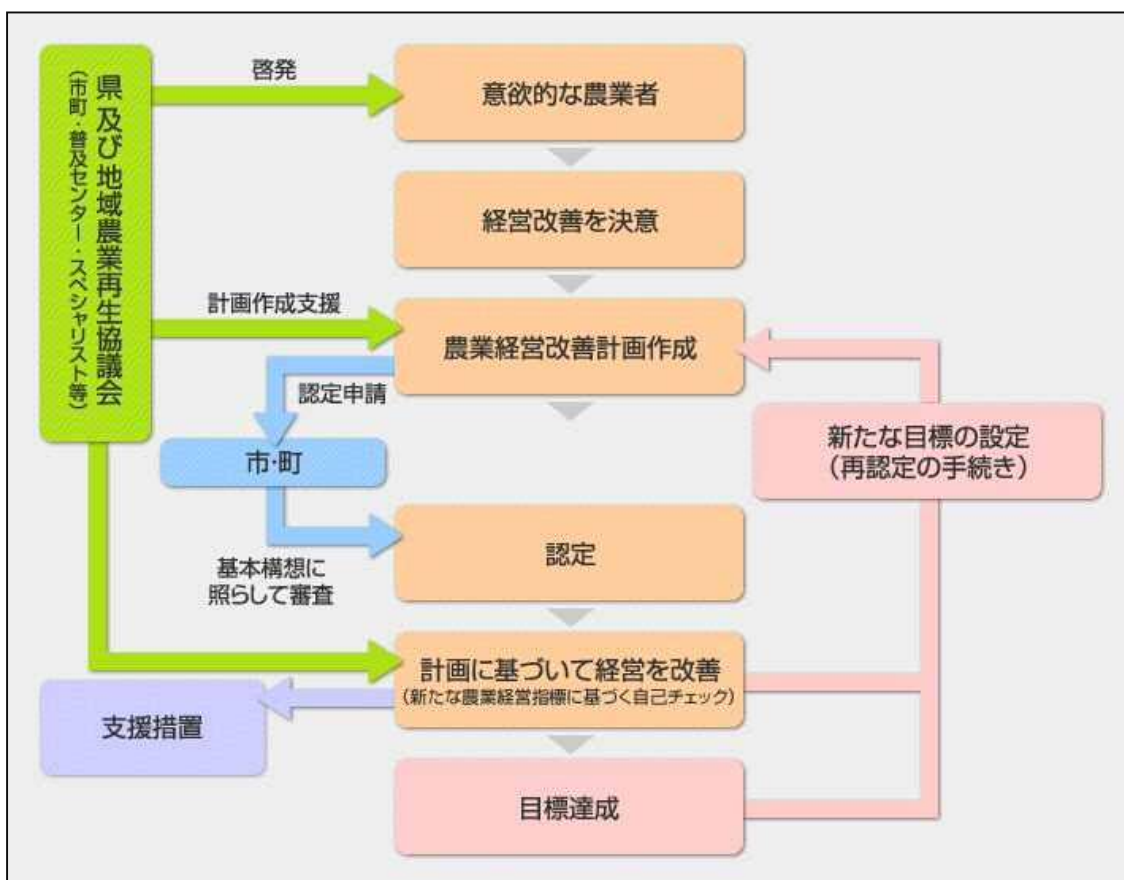 県及び地域農業再生協議会
（市町・普及センター・スペシャリスト等）
啓発
意欲的な農業者
経営改善を決意
計画作成支援
農業経営改善計画作成
認定申請
市・町
新たな目標の設定
（再認定の手続き）
認定
基本構想に
照らして審査
計画に基づいて経営を改善
（新たな農業経営指標に基づく自己チェック）
支援措置
目標達成